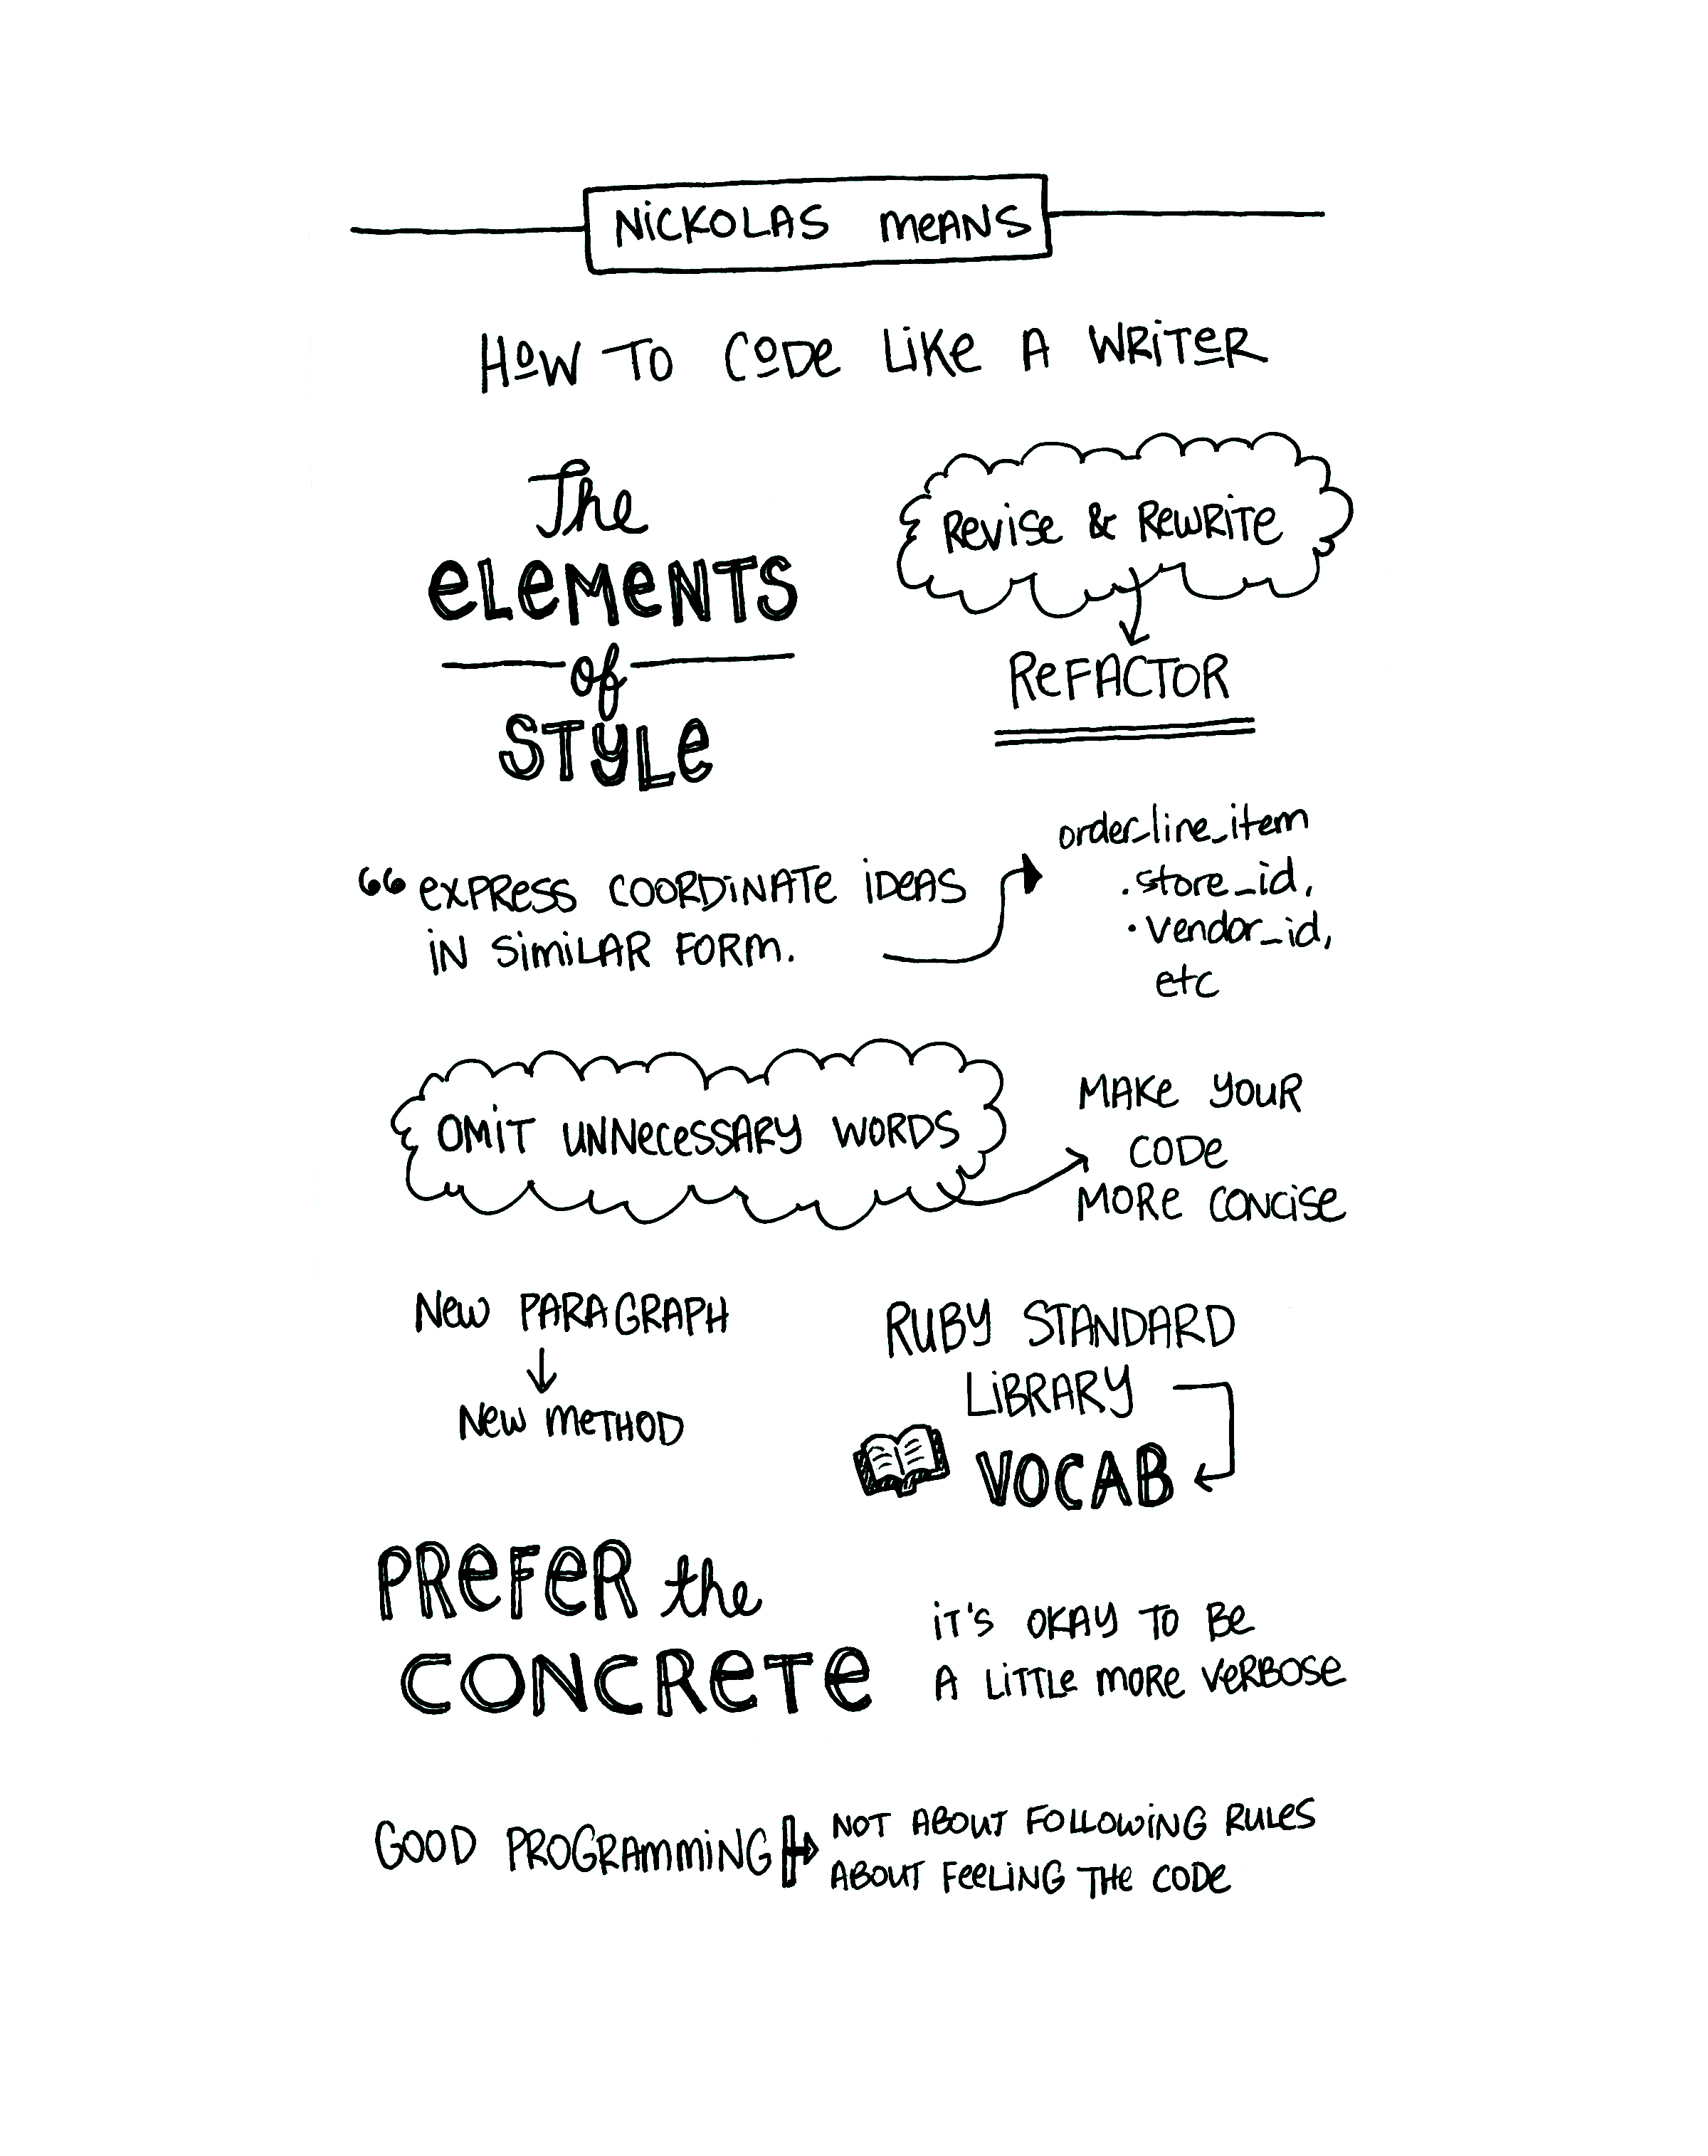 NiCKOLAS meANS
HOW TO CODe LiKe A WRiTeR
The
eLeMeNTS
of
STYLe
Revise & ReWRiTe
ReFACTOR
“ exPRess COORDiNATe iDeAS
iN SimiLAR FORm.
order_line_item
.store_id,
.vendor_id,
etc
OMiT UNNecessARy WORDS
MAKe YOUR
CODe
MORe CONCise
New PARAGRAPH
↓
New meTHOD
RUBY STANDARD
LiBRARY
VOCAB
PReFeR the
CONCReTe
iT'S OKAY TO Be
A LiTTLe MORe VeRBOSe
GOOD PROGRAmmiNG
NOT ABOUT FOLLOWiNG RULeS
ABOUT FeeLiNG THe CODe